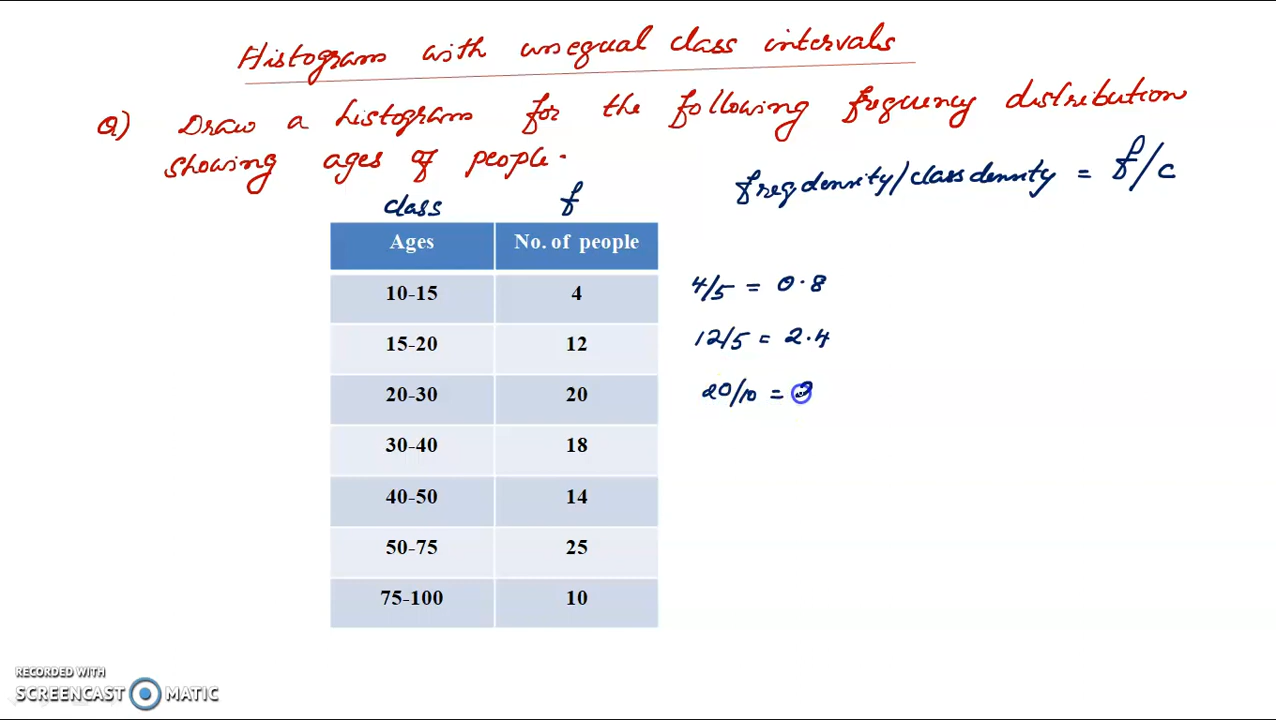 Histogram with unequal class intervals
Q) Draw a histogram for the following frequency distribution
showing ages of people.
freq density/class density = f/c
class f
Ages No. of people
10-15 4 4/5 = 0.8
15-20 12 12/5 = 2.4
20-30 20 20/10 = 2
30-40 18
40-50 14
50-75 25
75-100 10
RECORDED WITH
SCREENCAST MATIC